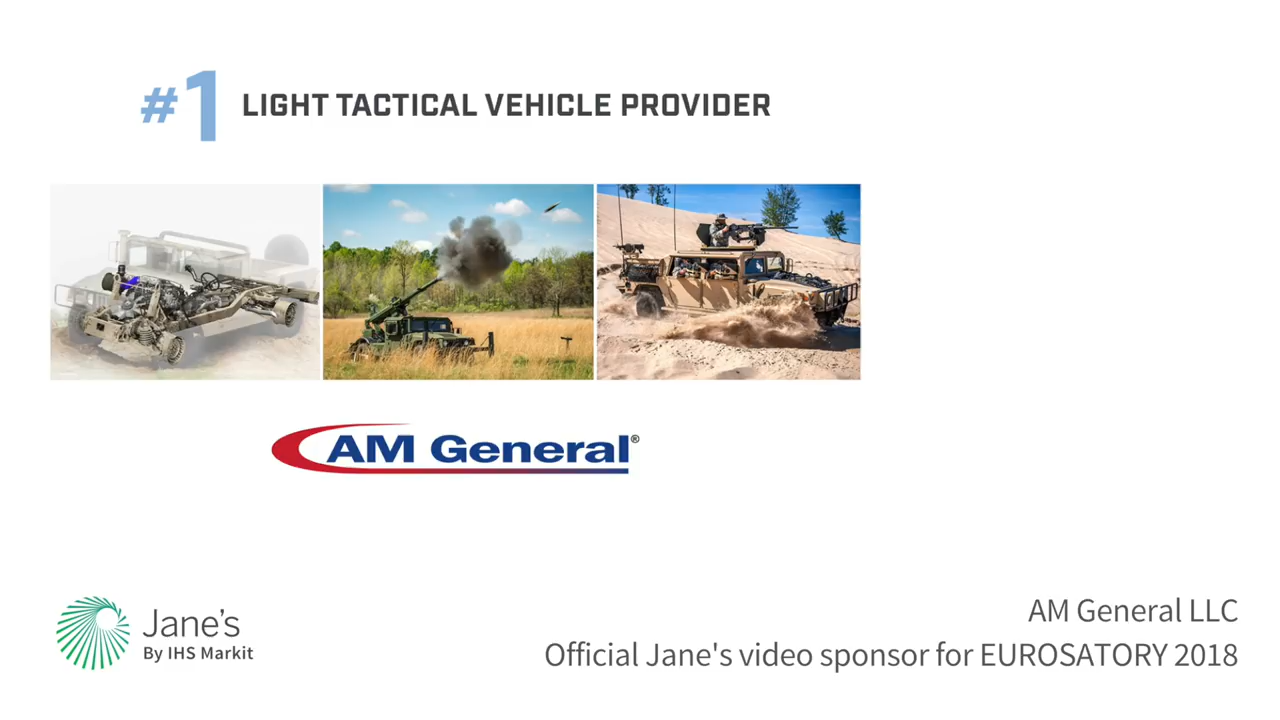 #1 LIGHT TACTICAL VEHICLE PROVIDER
AM General®
Jane's
By IHS Markit
AM General LLC
Official Jane's video sponsor for EUROSATORY 2018